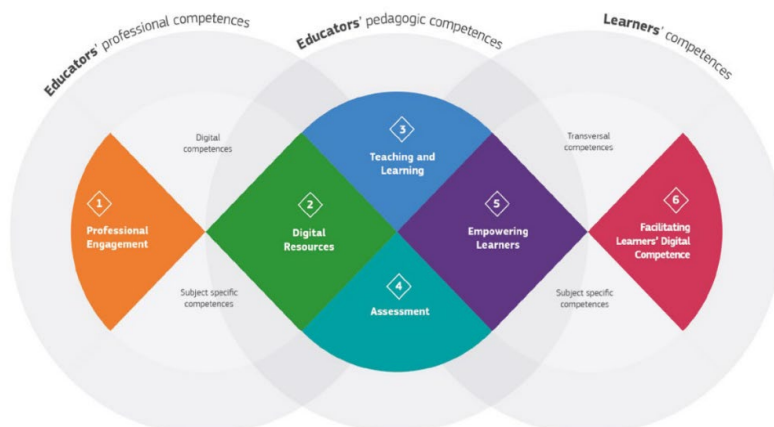 Educators' professional competences
Educators' pedagogic competences
Learners' competences
Digital
competences
3
Teaching and
Learning
Transversal
competences
1
Professional
Engagement
2
Digital
Resources
5
Empowering
Learners
6
Facilitating
Learners' Digital
Competence
4
Assessment
Subject specific
competences
Subject specific
competences